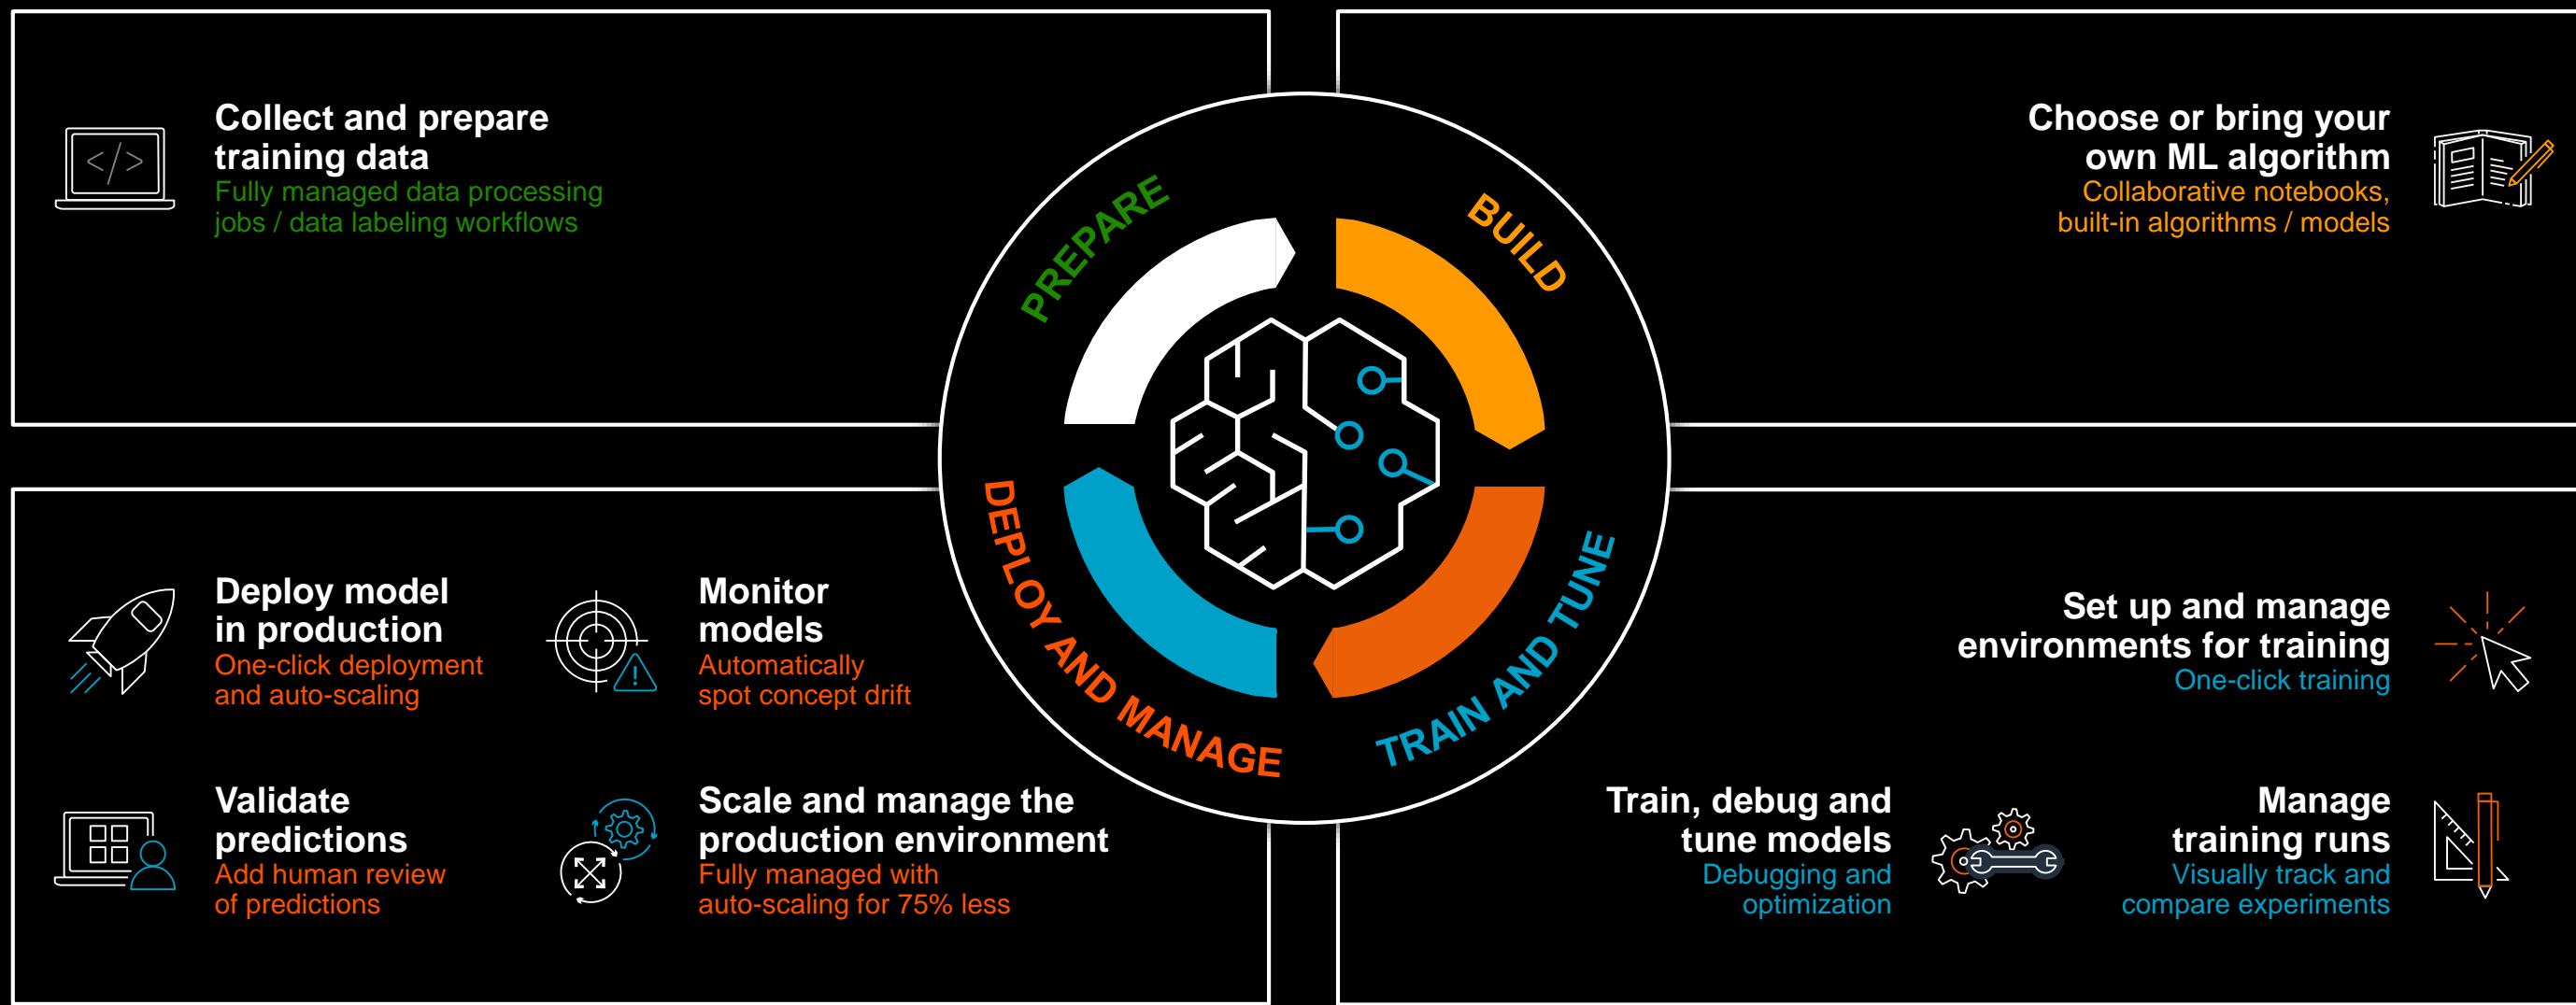 Collect and prepare
training data
Fully managed data processing
jobs / data labeling workflows
Choose or bring your
own ML algorithm
Collaborative notebooks,
built-in algorithms / models
</>
PREPARE
BUILD
DEPLOY AND MANAGE
TRAIN AND TUNE
Deploy model
in production
One-click deployment
and auto-scaling
Monitor
models
Automatically
spot concept drift
!
Validate
predictions
Add human review
of predictions
Scale and manage the
production environment
Fully managed with
auto-scaling for 75% less
Set up and manage
environments for training
One-click training
Train, debug and
tune models
Debugging and
optimization
Manage
training runs
Visually track and
compare experiments